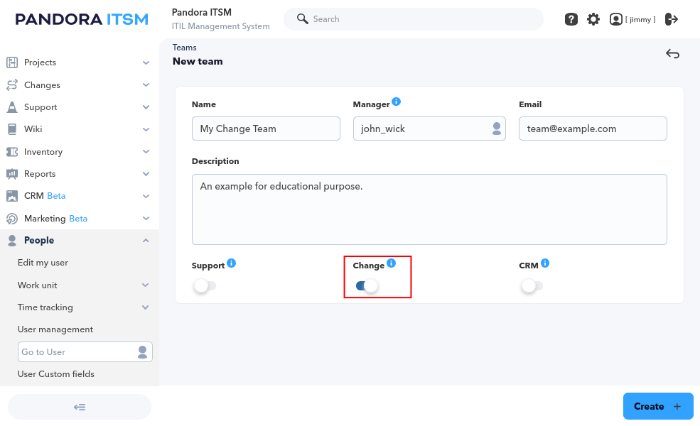 PANDORA ITSM
Pandora ITSM
ITIL Management System
Search
?
[ jimmy ]
Projects
Changes
Support
Wiki
Inventory
Reports
CRM Beta
Marketing Beta
People
Edit my user
Work unit
Time tracking
User management
Go to User
User Custom fields
Teams
New team
Name
Manager i
Email
My Change Team
john_wick
team@example.com
Description
An example for educational purpose.
Support i
Change i
CRM i
Create +